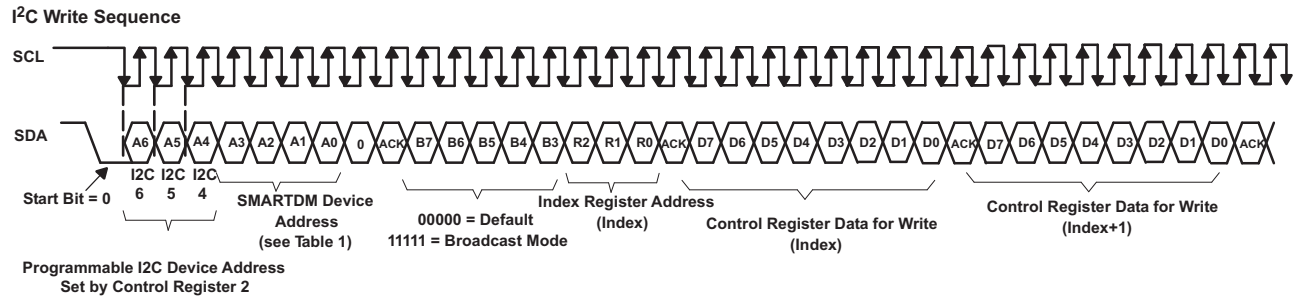 I2C Write Sequence
SCL
SDA
A6 A5 A4 A3 A2 A1 A0 0 ACK B7 B6 B5 B4 B3 R2 R1 R0 ACK D7 D6 D5 D4 D3 D2 D1 D0 ACK D7 D6 D5 D4 D3 D2 D1 D0 ACK
Start Bit = 0
I2C I2C I2C
6 5 4
Programmable I2C Device Address
Set by Control Register 2
SMARTDM Device
Address
(see Table 1)
00000 = Default
11111 = Broadcast Mode
Index Register Address
(Index)
Control Register Data for Write
(Index)
Control Register Data for Write
(Index+1)